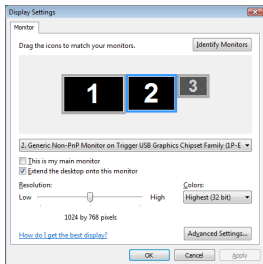 Display Settings
Monitor
Drag the icons to match your monitors.
Identify Monitors
1
2
3
2. Generic Non-PnP Monitor on Trigger USB Graphics Chipset Family (1P-E
This is my main monitor
Extend the desktop onto this monitor
Resolution:
Colors:
Low
High
Highest (32 bit)
1024 by 768 pixels
How do I get the best display?
Advanced Settings...
OK
Cancel
Apply